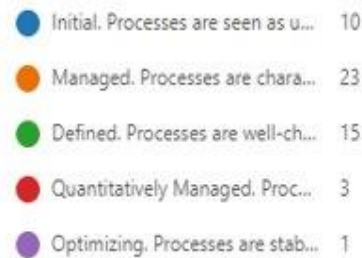 Initial. Processes are seen as u... 10
Managed. Processes are chara... 23
Defined. Processes are well-ch... 15
Quantitatively Managed. Proc... 3
Optimizing. Processes are stab... 1